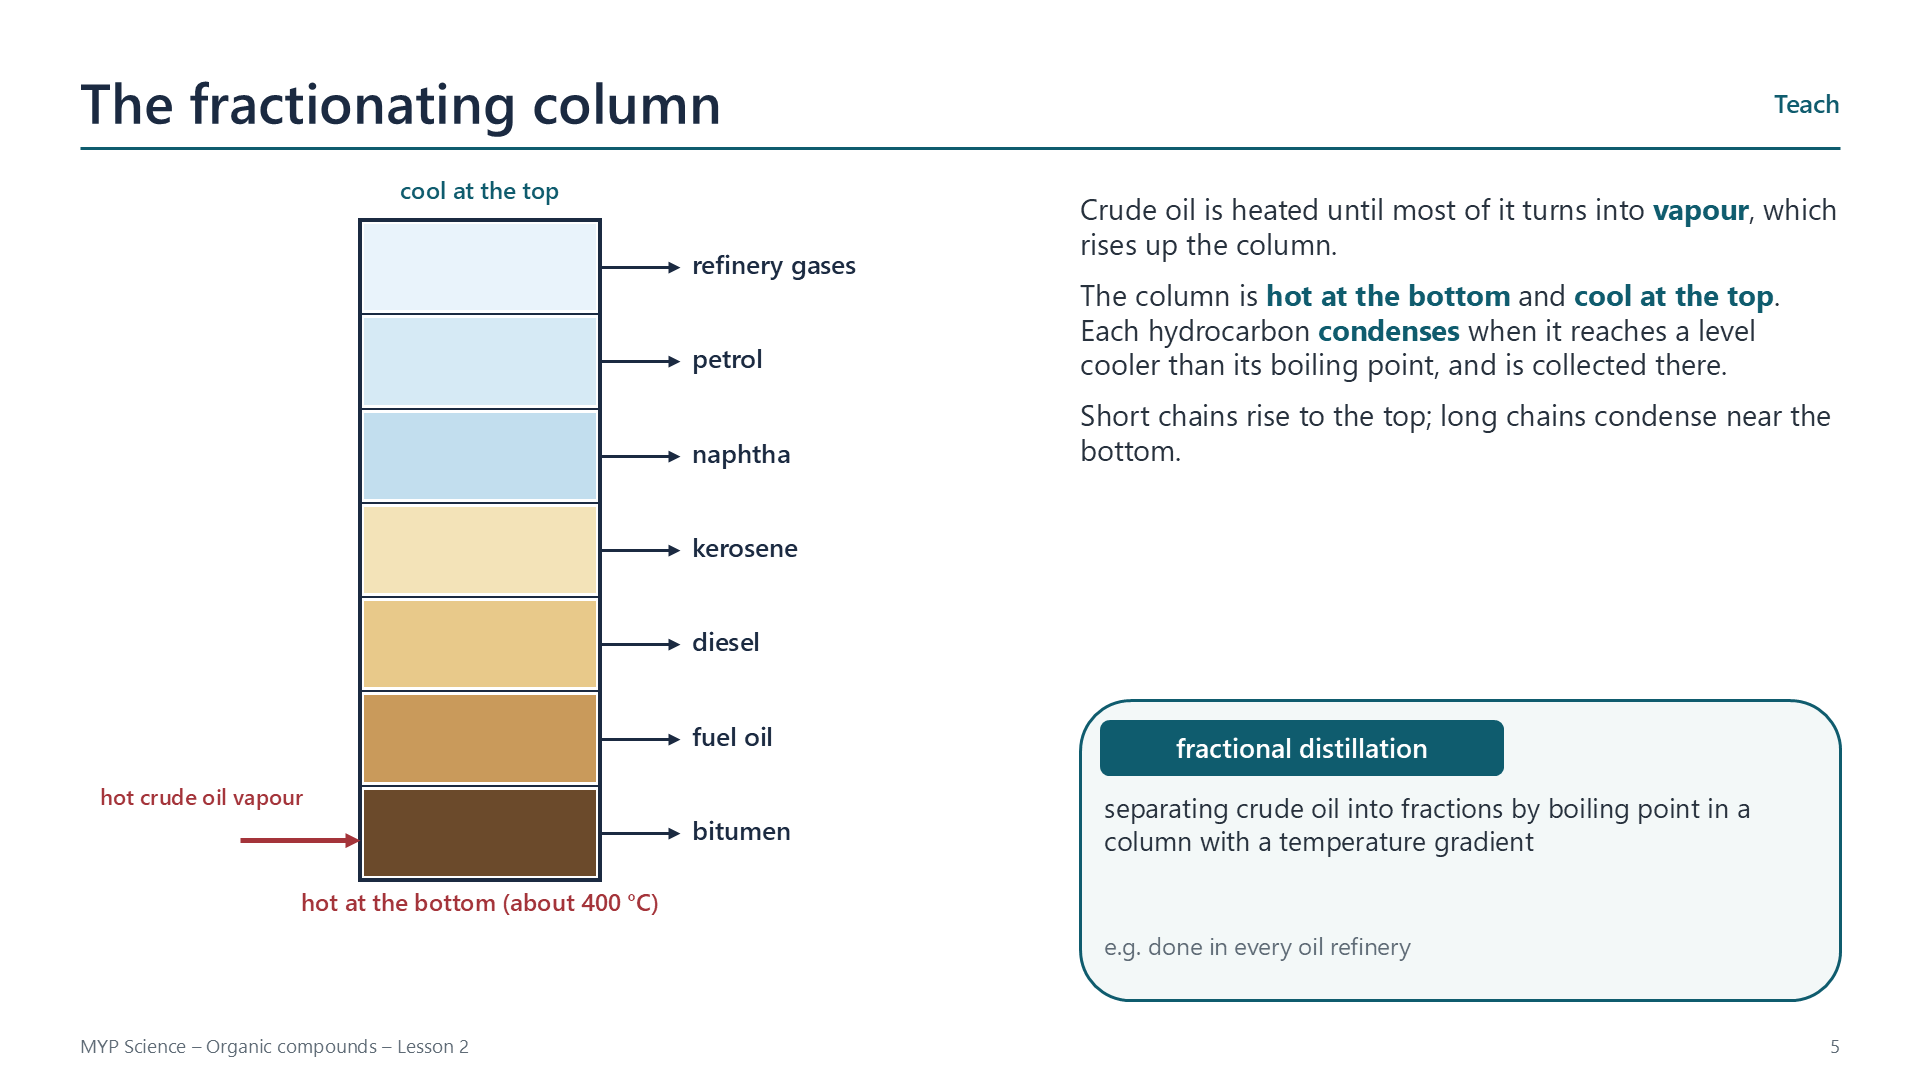 The fractionating column
Teach
cool at the top
refinery gases
petrol
naphtha
kerosene
diesel
fuel oil
hot crude oil vapour
bitumen
hot at the bottom (about 400 °C)
Crude oil is heated until most of it turns into vapour, which
rises up the column.
The column is hot at the bottom and cool at the top.
Each hydrocarbon condenses when it reaches a level
cooler than its boiling point, and is collected there.
Short chains rise to the top; long chains condense near the
bottom.
fractional distillation
separating crude oil into fractions by boiling point in a
column with a temperature gradient
e.g. done in every oil refinery
MYP Science – Organic compounds – Lesson 2
5